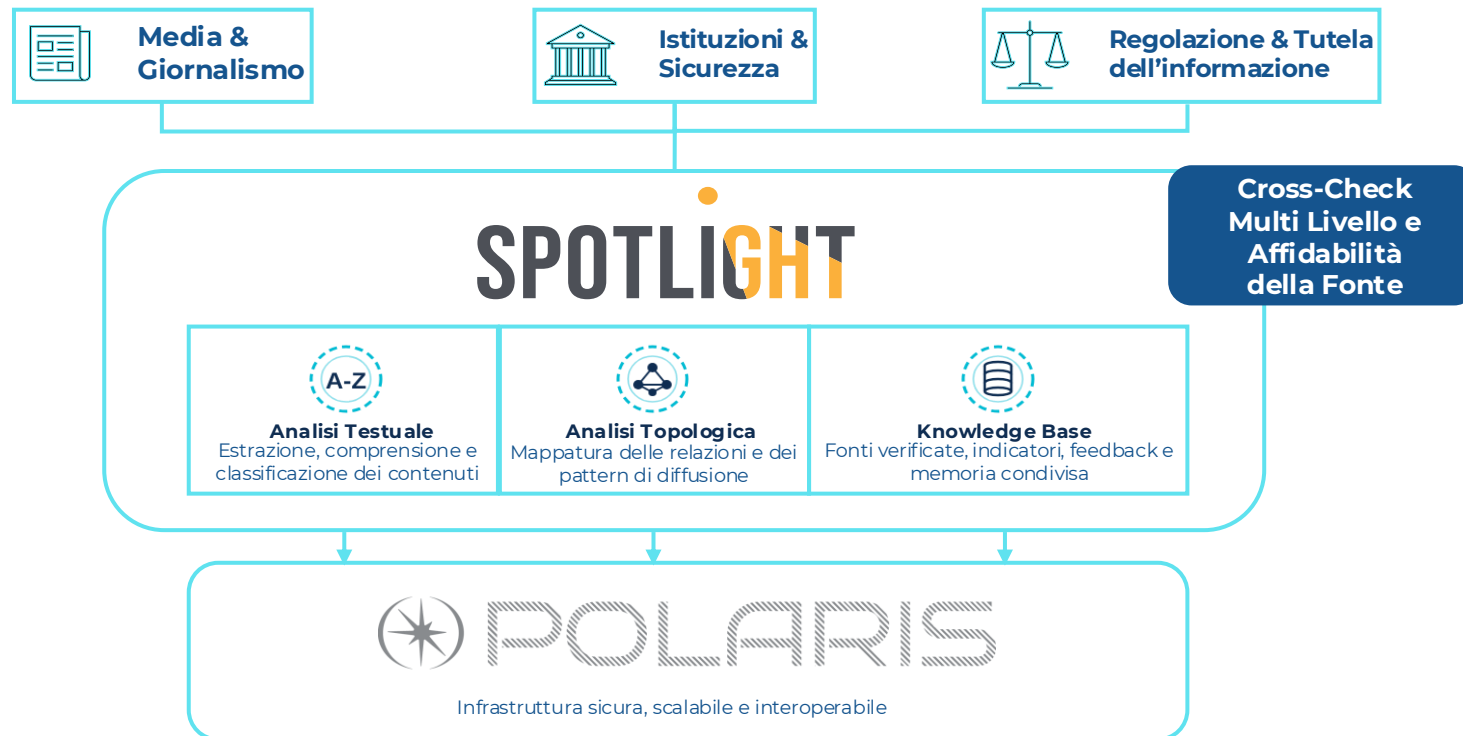 Media &
Giornalismo
Istituzioni &
Sicurezza
Regolazione & Tutela
dell'informazione
Cross-Check
Multi Livello e
Affidabilità
della Fonte
SPOTLIGHT
A-Z
Analisi Testuale
Estrazione, comprensione e
classificazione dei contenuti
Analisi Topologica
Mappatura delle relazioni e dei
pattern di diffusione
Knowledge Base
Fonti verificate, indicatori, feedback e
memoria condivisa
POLARIS
Infrastruttura sicura, scalabile e interoperabile